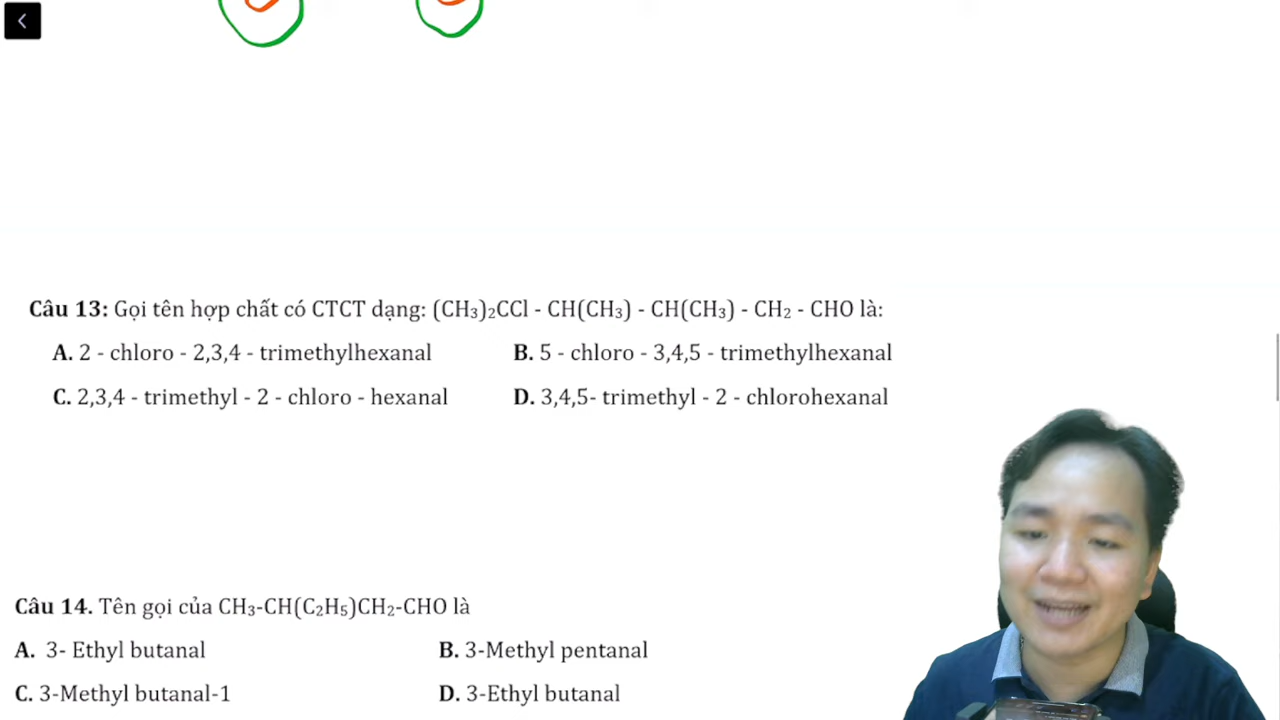 Câu 13: Gọi tên hợp chất có CTCT dạng: (CH₃)₂CCl - CH(CH₃) - CH(CH₃) - CH₂ - CHO là:
A. 2 - chloro - 2,3,4 - trimethylhexanal B. 5 - chloro - 3,4,5 - trimethylhexanal
C. 2,3,4 - trimethyl - 2 - chloro - hexanal D. 3,4,5- trimethyl - 2 - chlorohexanal
Câu 14. Tên gọi của CH₃-CH(C₂H₅)CH₂-CHO là
A. 3- Ethyl butanal B. 3-Methyl pentanal
C. 3-Methyl butanal-1 D. 3-Ethyl butanal